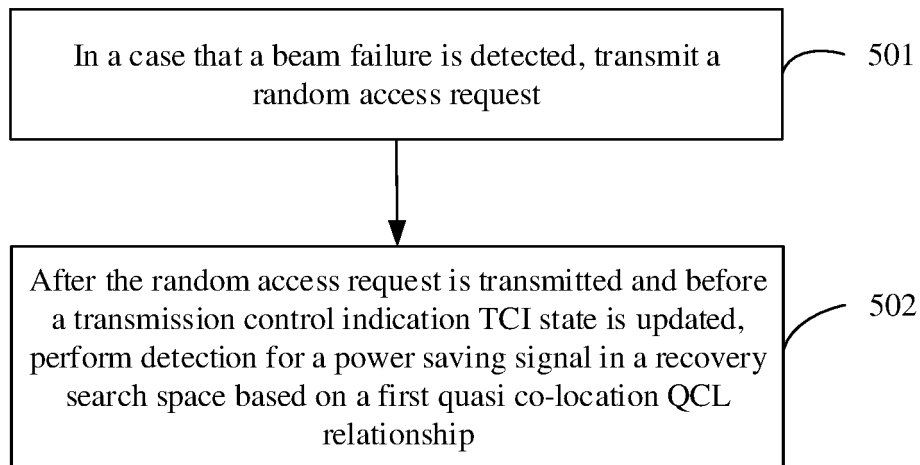 In a case that a beam failure is detected, transmit a
random access request
501
After the random access request is transmitted and before
a transmission control indication TCI state is updated,
perform detection for a power saving signal in a recovery
search space based on a first quasi co-location QCL
relationship
502